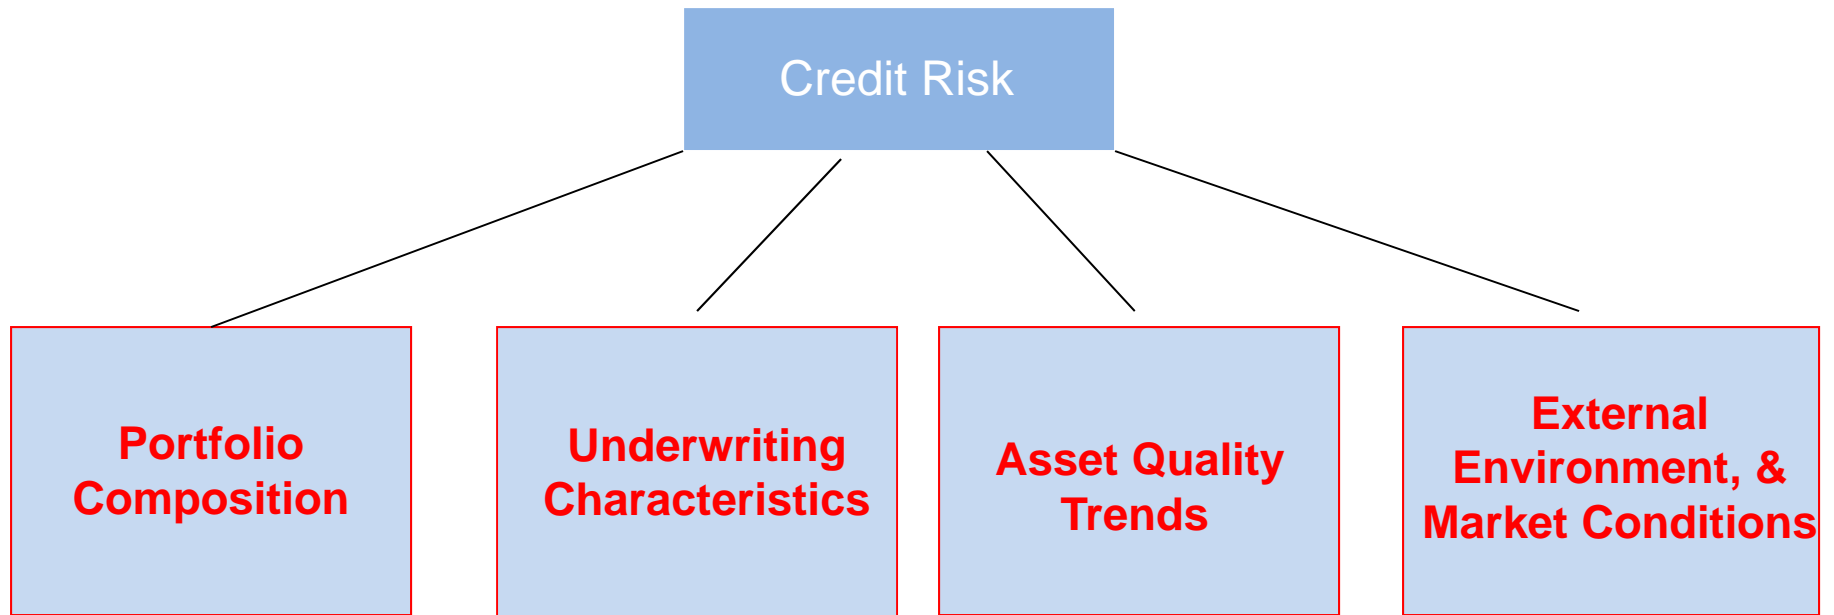 Credit Risk
Portfolio
Composition
Underwriting
Characteristics
Asset Quality
Trends
External
Environment, &
Market Conditions